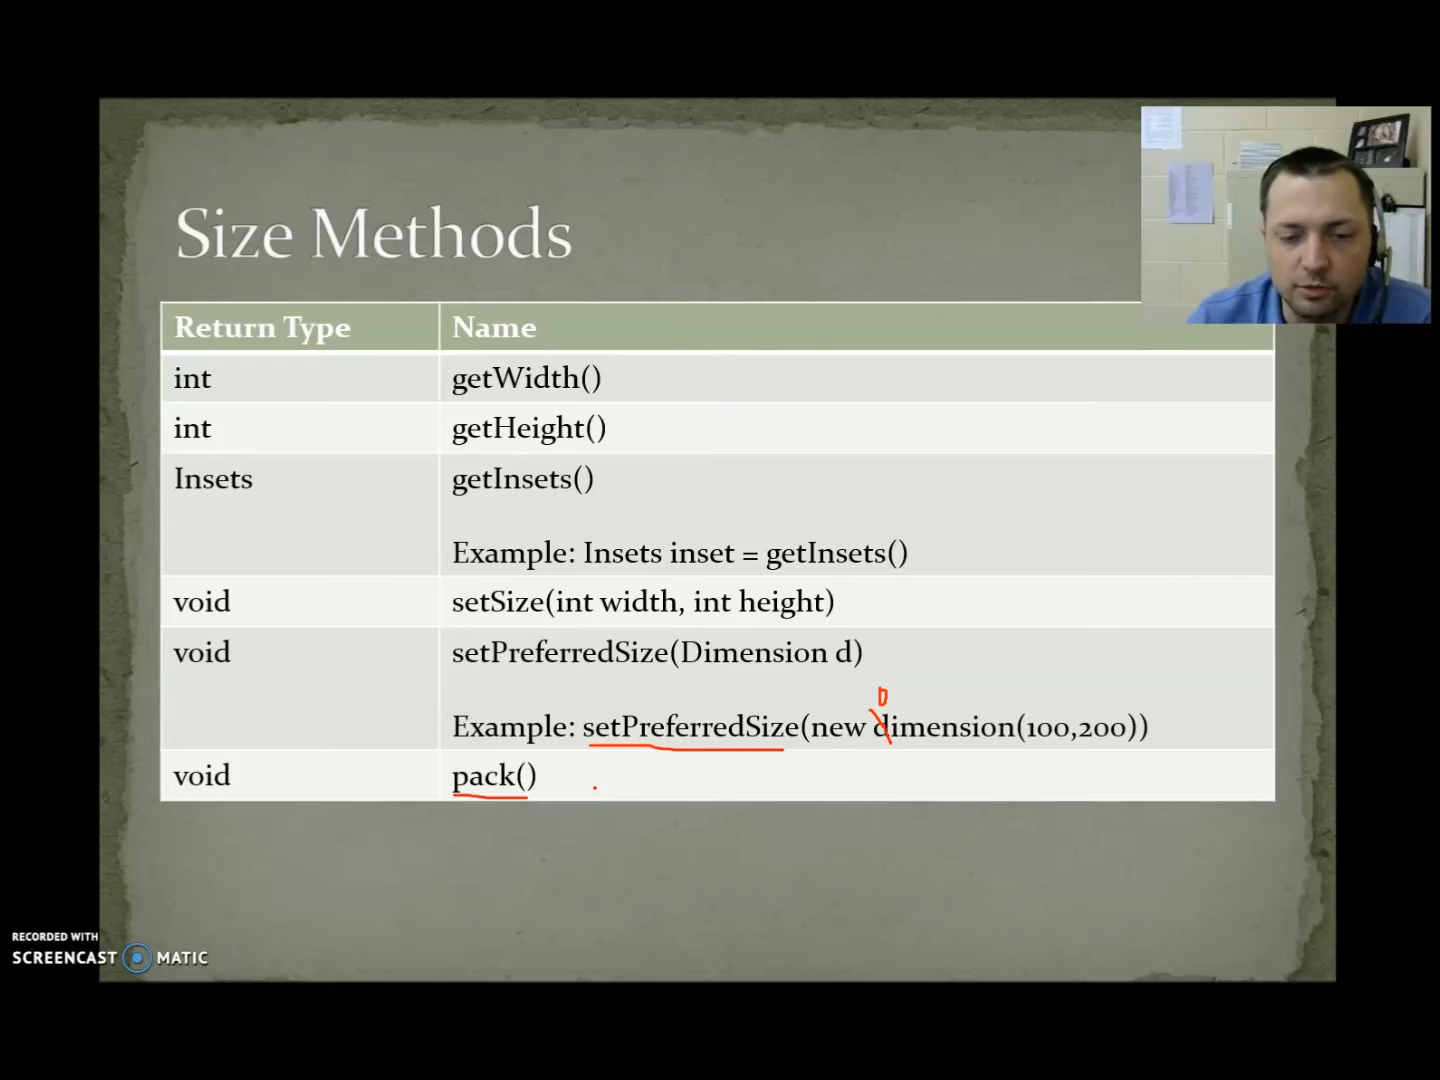 Size Methods
Return Type Name
int getWidth()
int getHeight()
Insets getInsets()
Example: Insets inset = getInsets()
void setSize(int width, int height)
void setPreferredSize(Dimension d)
D
Example: setPreferredSize(new dimension(100,200))
void pack()
RECORDED WITH
SCREENCAST MATIC